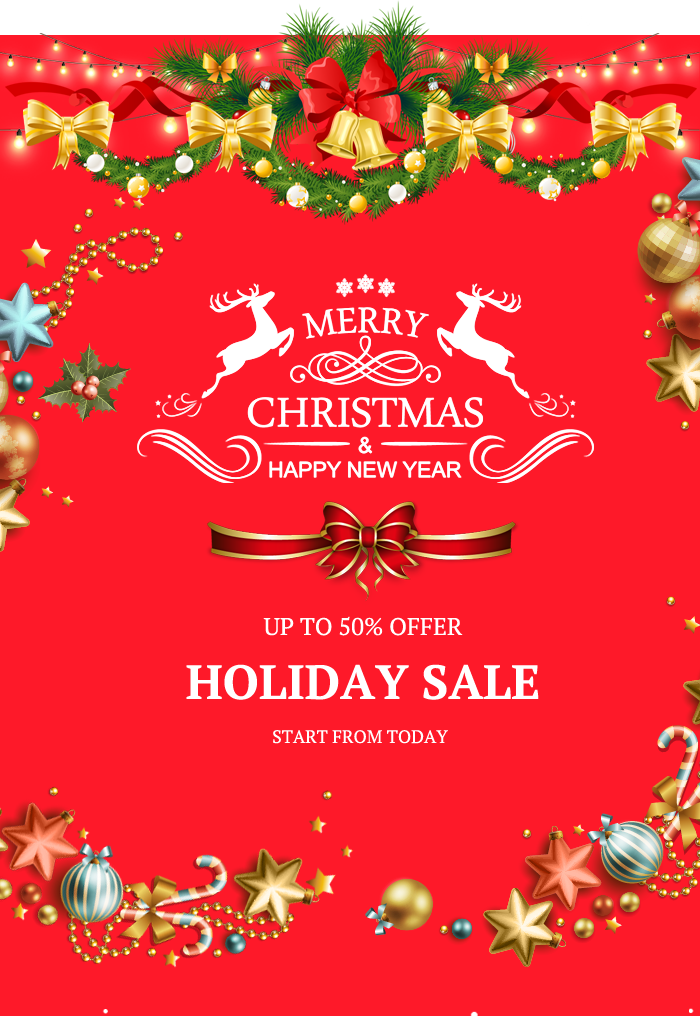 MERRY
CHRISTMAS
&
HAPPY NEW YEAR
UP TO 50% OFFER
HOLIDAY SALE
START FROM TODAY